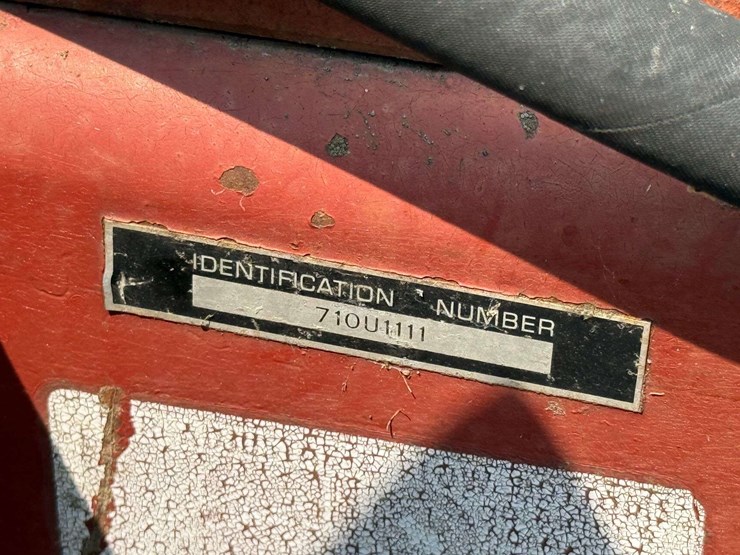 IDENTIFICATION NUMBER
710U1111